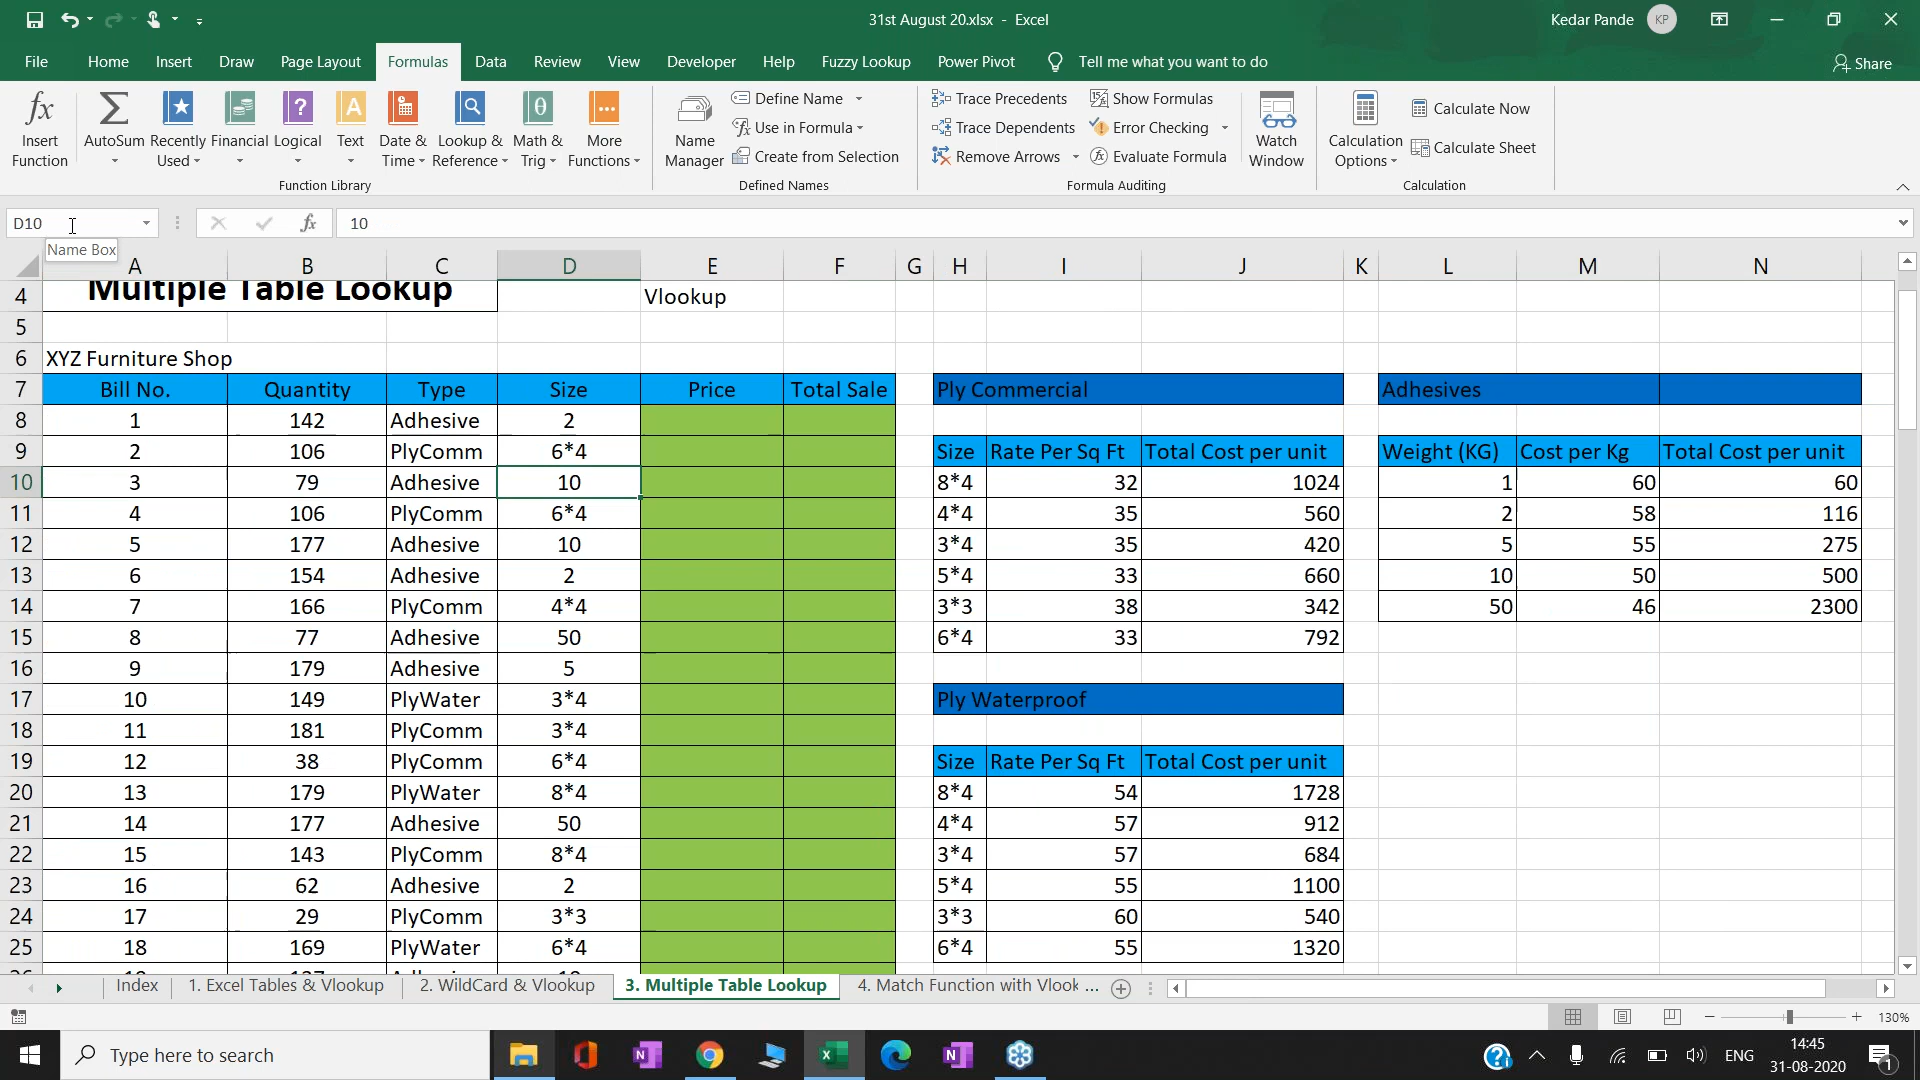 31st August 20.xlsx - Excel
Kedar Pande KP
File Home Insert Draw Page Layout Formulas Data Review View Developer Help Fuzzy Lookup Power Pivot Tell me what you want to do Share
Insert Function
AutoSum
Recently Used
Financial
Logical
Text
Date & Time
Lookup & Reference
Math & Trig
More Functions
Function Library
Name Manager
Define Name
Use in Formula
Create from Selection
Defined Names
Trace Precedents
Trace Dependents
Remove Arrows
Show Formulas
Error Checking
Evaluate Formula
Watch Window
Formula Auditing
Calculation Options
Calculate Now
Calculate Sheet
Calculation
D10 fx 10
Name Box
A B C D E F G H I J K L M N
4 Multiple Table Lookup Vlookup
5
6 XYZ Furniture Shop
7 Bill No. Quantity Type Size Price Total Sale Ply Commercial Adhesives
8 1 142 Adhesive 2
9 2 106 PlyComm 6*4 Size Rate Per Sq Ft Total Cost per unit Weight (KG) Cost per Kg Total Cost per unit
10 3 79 Adhesive 10 8*4 32 1024 1 60 60
11 4 106 PlyComm 6*4 4*4 35 560 2 58 116
12 5 177 Adhesive 10 3*4 35 420 5 55 275
13 6 154 Adhesive 2 5*4 33 660 10 50 500
14 7 166 PlyComm 4*4 3*3 38 342 50 46 2300
15 8 77 Adhesive 50 6*4 33 792
16 9 179 Adhesive 5
17 10 149 PlyWater 3*4 Ply Waterproof
18 11 181 PlyComm 3*4
19 12 38 PlyComm 6*4 Size Rate Per Sq Ft Total Cost per unit
20 13 179 PlyWater 8*4 8*4 54 1728
21 14 177 Adhesive 50 4*4 57 912
22 15 143 PlyComm 8*4 3*4 57 684
23 16 62 Adhesive 2 5*4 55 1100
24 17 29 PlyComm 3*3 3*3 60 540
25 18 169 PlyWater 6*4 6*4 55 1320
Index 1. Excel Tables & Vlookup 2. WildCard & Vlookup 3. Multiple Table Lookup 4. Match Function with Vlook ...
130%
Type here to search
ENG
14:45
31-08-2020
1